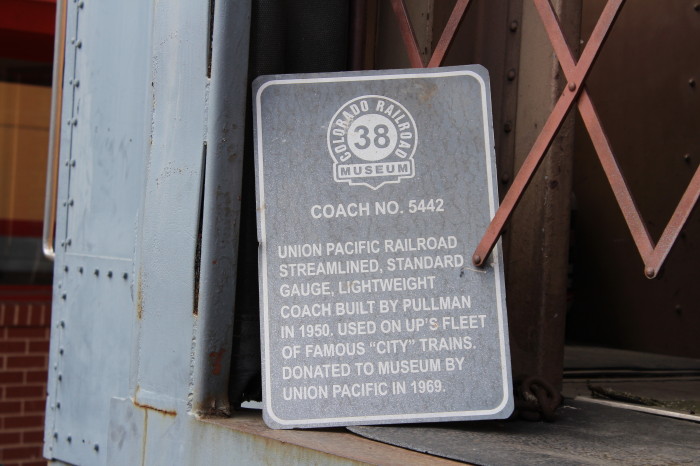 COLORADO RAILROAD
38
MUSEUM
COACH NO. 5442
UNION PACIFIC RAILROAD
STREAMLINED, STANDARD
GAUGE, LIGHTWEIGHT
COACH BUILT BY PULLMAN
IN 1950. USED ON UP'S FLEET
OF FAMOUS "CITY" TRAINS.
DONATED TO MUSEUM BY
UNION PACIFIC IN 1969.